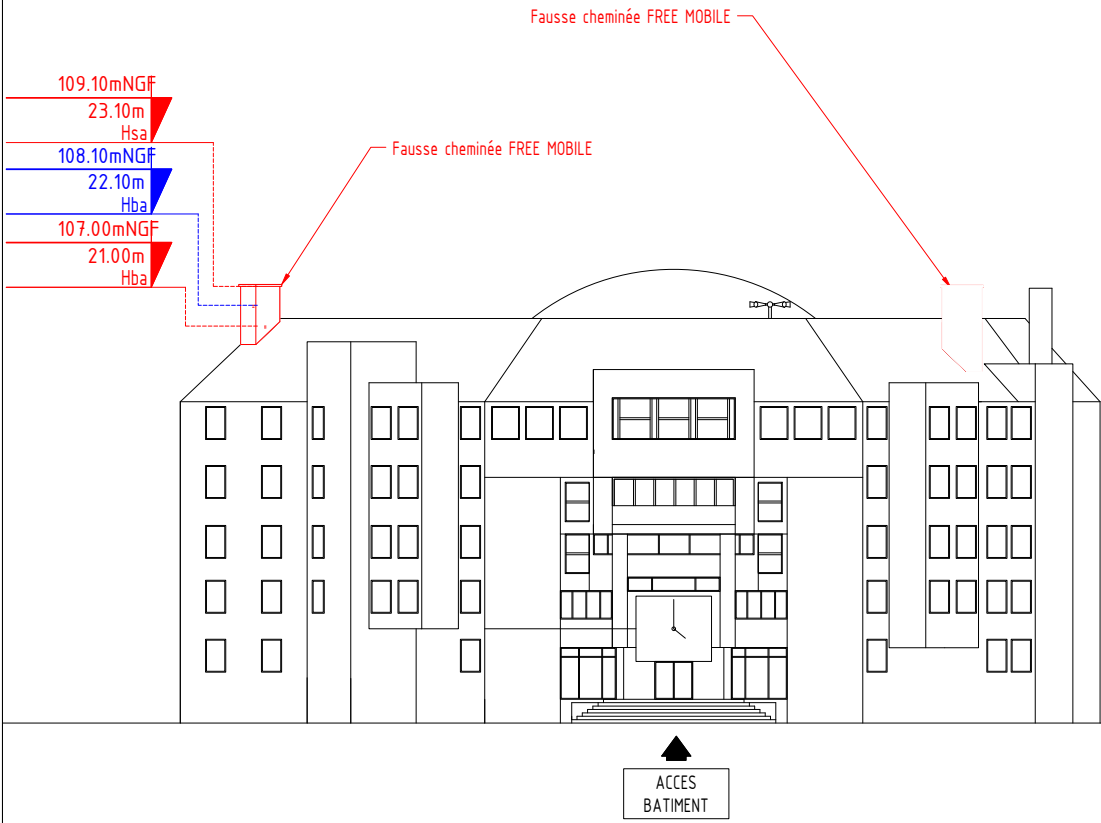 Fausse cheminée FREE MOBILE
109.10mNGF
23.10m
Hsa
Fausse cheminée FREE MOBILE
108.10mNGF
22.10m
Hba
107.00mNGF
21.00m
Hba
ACCES
BATIMENT